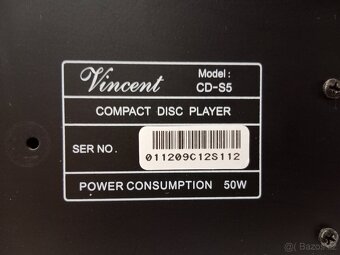 Vincent
Model:
CD-S5
COMPACT DISC PLAYER
SER NO.
011209C12S112
POWER CONSUMPTION 50W